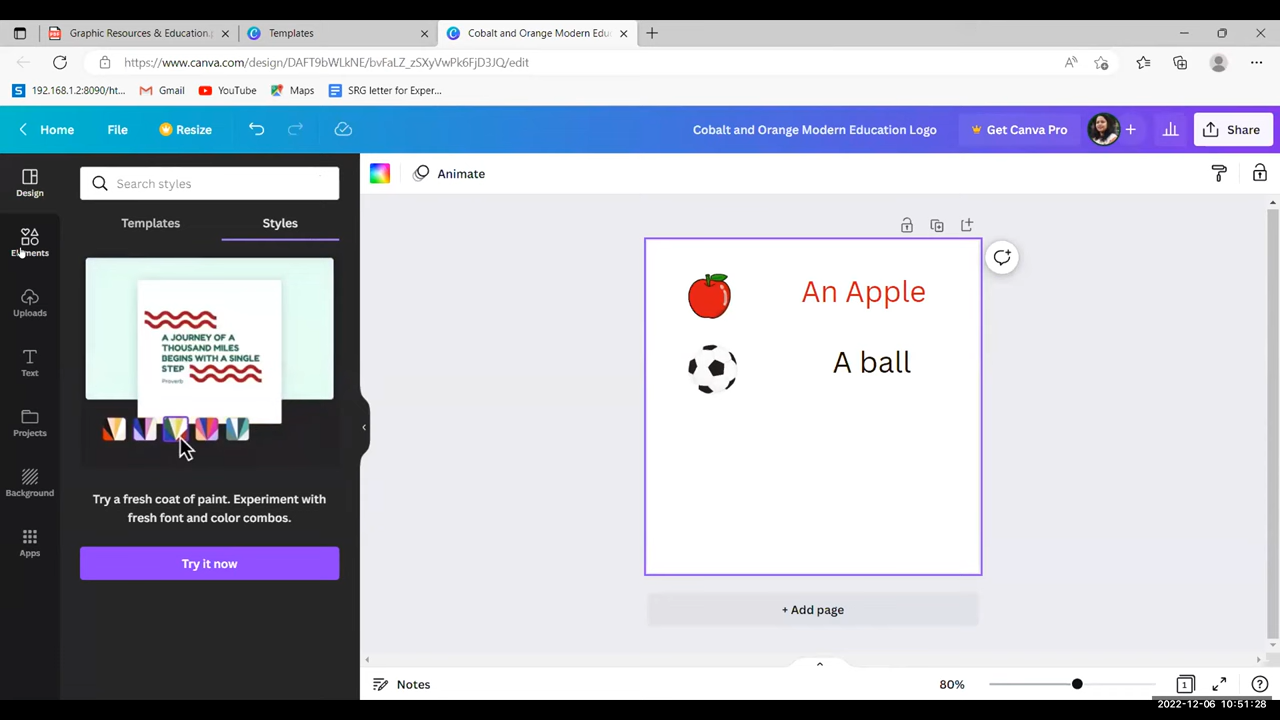 Graphic Resources & Education.p
Templates
Cobalt and Orange Modern Educ
https://www.canva.com/design/DAFT9bWLkNE/bvFaLZ_zSXyVwPk6FjD3JQ/edit
192.168.1.2:8090/ht...
Gmail
YouTube
Maps
SRG letter for Exper...
Home
File
Resize
Cobalt and Orange Modern Education Logo
Get Canva Pro
Share
Design
Elements
Uploads
Text
Projects
Background
Apps
Search styles
Templates
Styles
A JOURNEY OF A
THOUSAND MILES
BEGINS WITH A SINGLE
STEP
Proverb
Try a fresh coat of paint. Experiment with
fresh font and color combos.
Try it now
Animate
An Apple
A ball
+ Add page
Notes
80%
1
2022-12-06 10:51:28